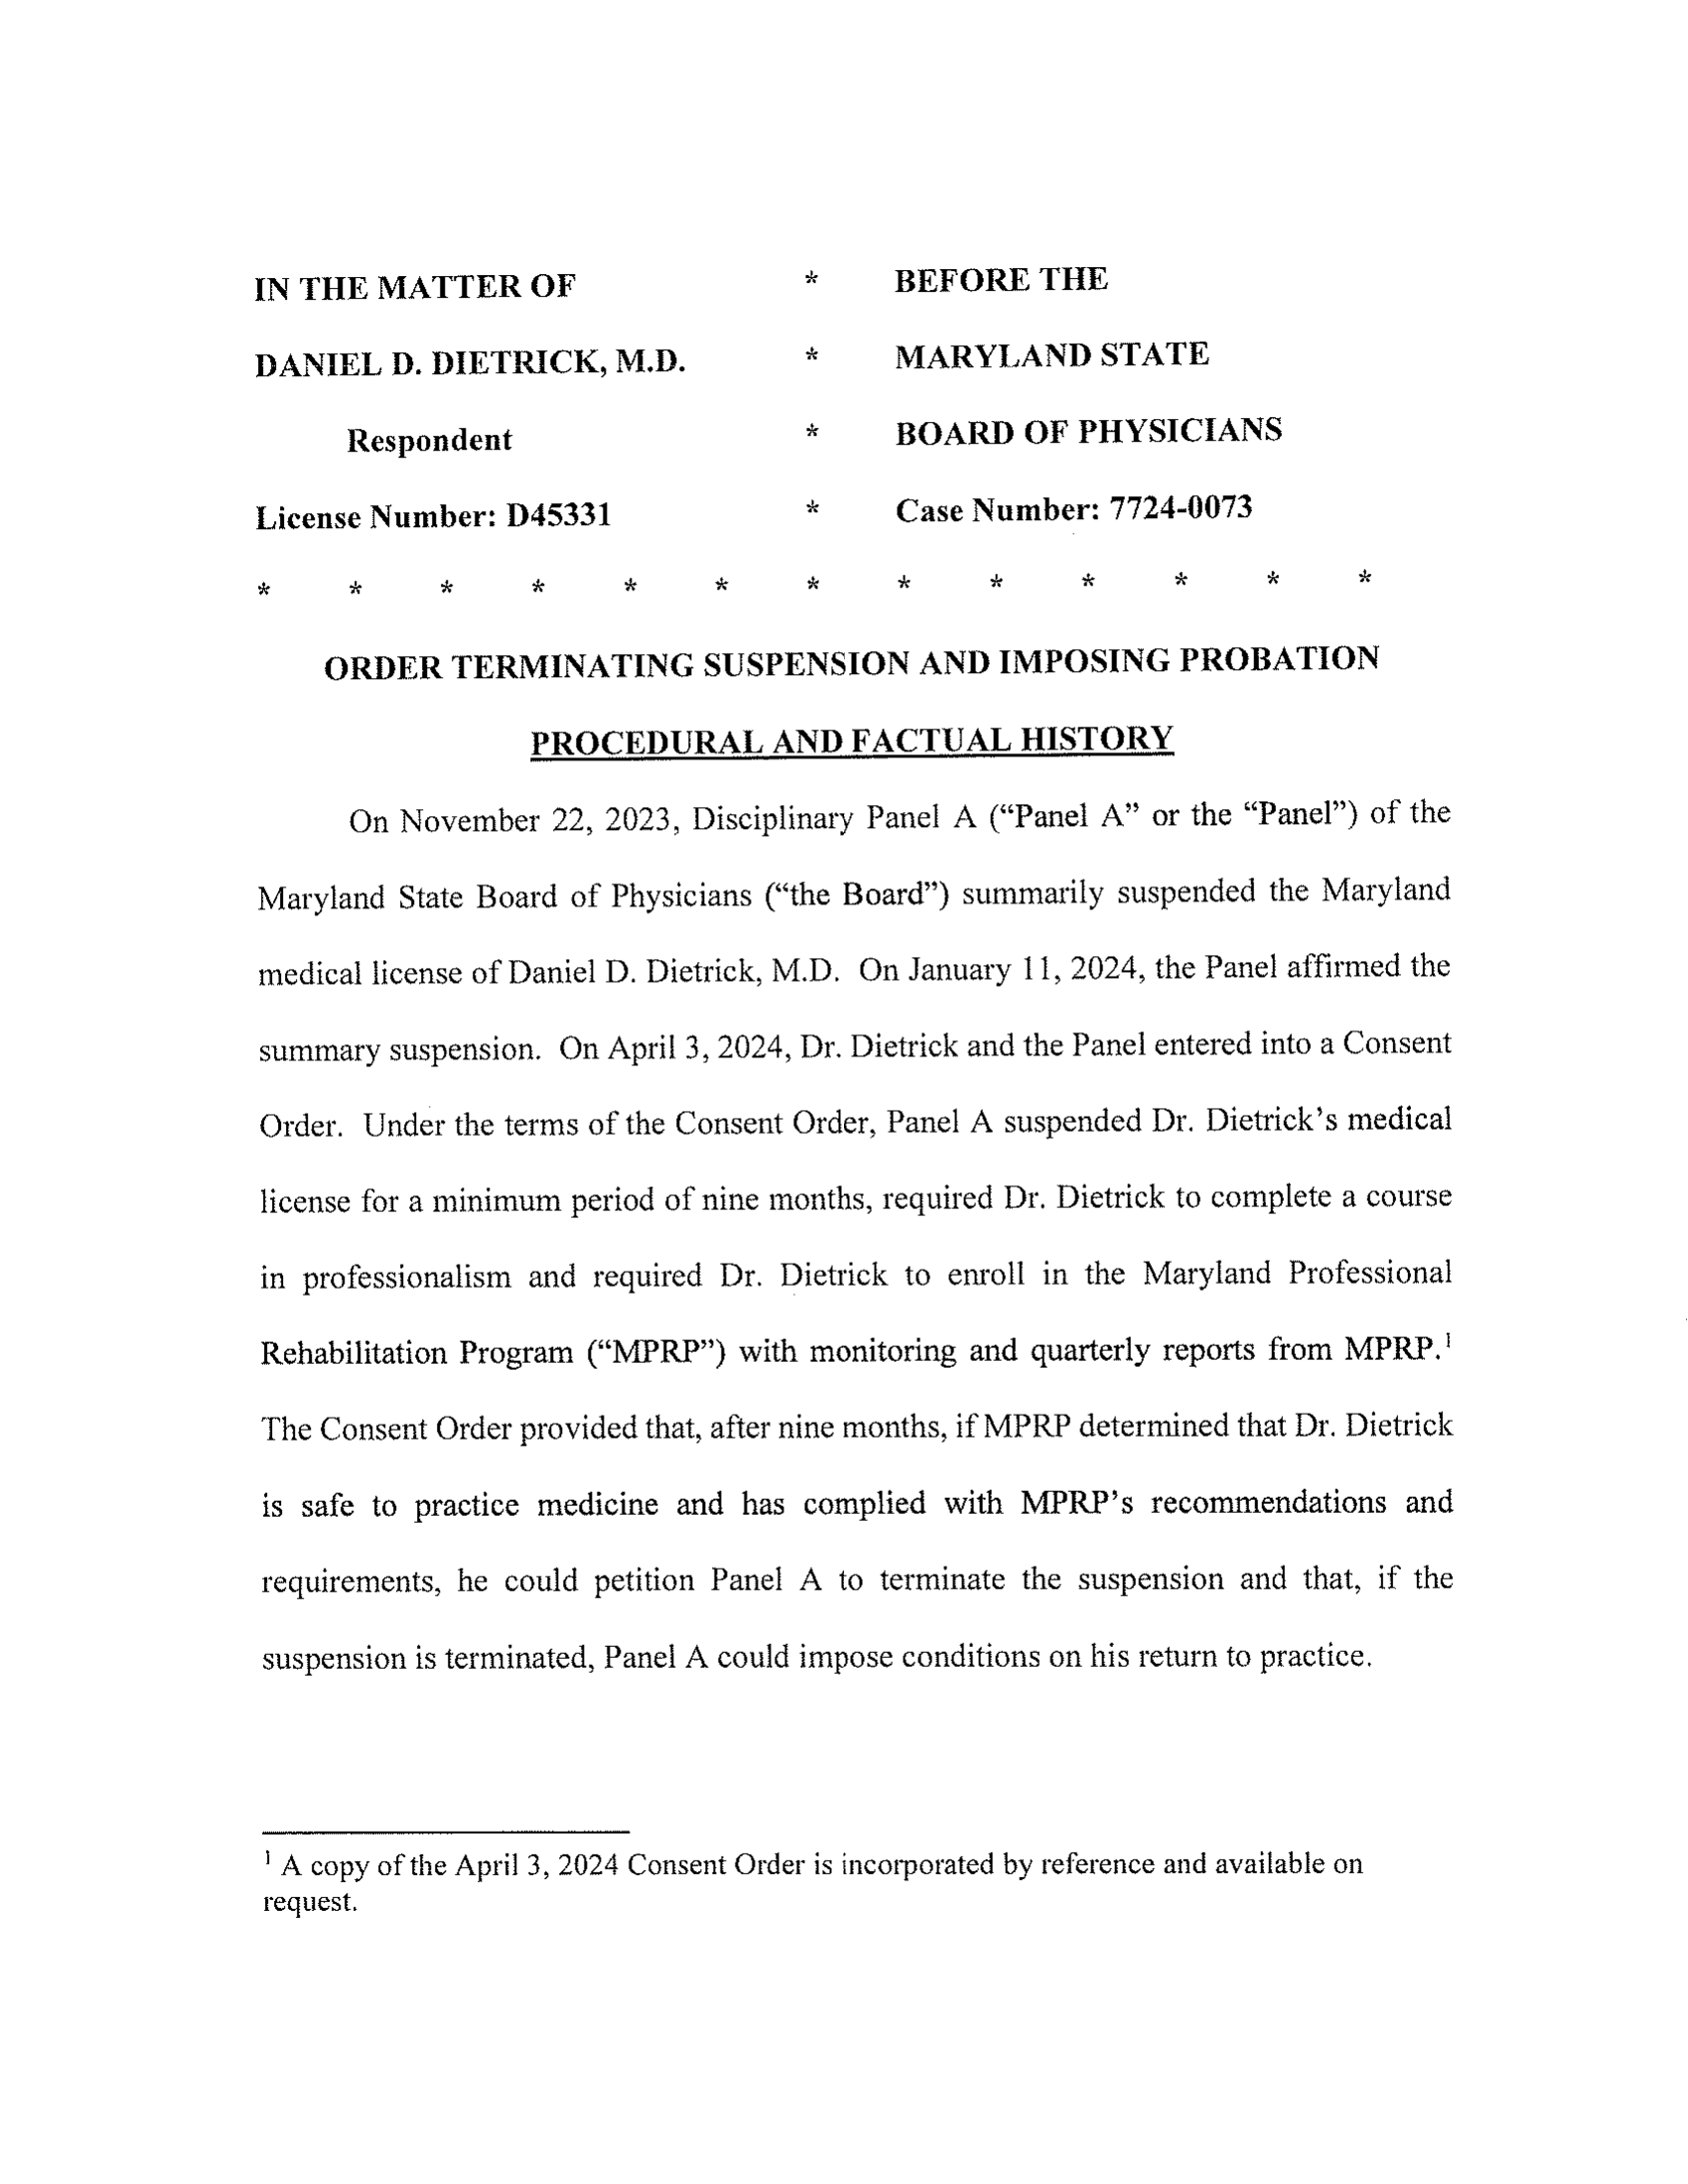 IN THE MATTER OF * BEFORE THE
DANIEL D. DIETRICK, M.D. * MARYLAND STATE
Respondent * BOARD OF PHYSICIANS
License Number: D45331 * Case Number: 7724-0073
* * * * * * * * * * * * *
ORDER TERMINATING SUSPENSION AND IMPOSING PROBATION
PROCEDURAL AND FACTUAL HISTORY
On November 22, 2023, Disciplinary Panel A (“Panel A” or the “Panel”) of the
Maryland State Board of Physicians (“the Board”) summarily suspended the Maryland
medical license of Daniel D. Dietrick, M.D. On January 11, 2024, the Panel affirmed the
summary suspension. On April 3, 2024, Dr. Dietrick and the Panel entered into a Consent
Order. Under the terms of the Consent Order, Panel A suspended Dr. Dietrick’s medical
license for a minimum period of nine months, required Dr. Dietrick to complete a course
in professionalism and required Dr. Dietrick to enroll in the Maryland Professional
Rehabilitation Program (“MPRP”) with monitoring and quarterly reports from MPRP.¹
The Consent Order provided that, after nine months, if MPRP determined that Dr. Dietrick
is safe to practice medicine and has complied with MPRP’s recommendations and
requirements, he could petition Panel A to terminate the suspension and that, if the
suspension is terminated, Panel A could impose conditions on his return to practice.
¹ A copy of the April 3, 2024 Consent Order is incorporated by reference and available on
request.